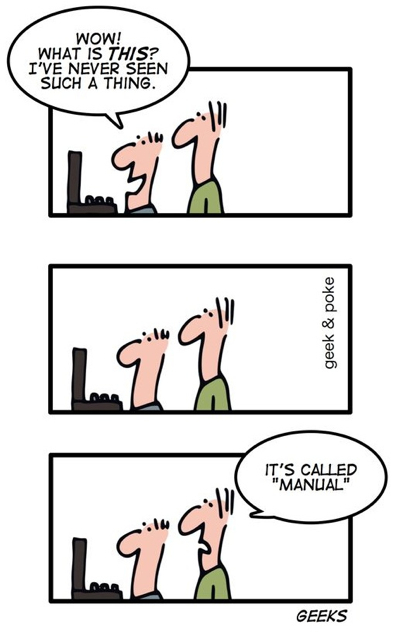 WOW!
WHAT IS THIS?
I'VE NEVER SEEN
SUCH A THING.
geek & poke
IT'S CALLED
"MANUAL"
GEEKS